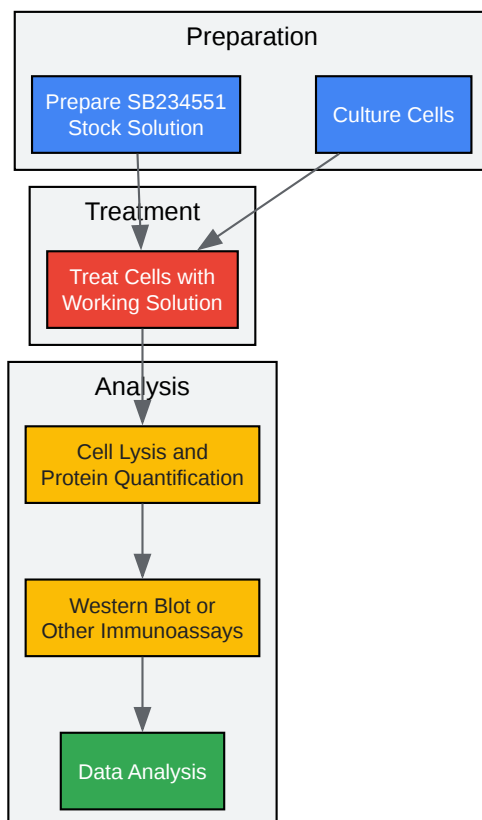 Preparation
Prepare SB234551
Stock Solution
Culture Cells
Treatment
Treat Cells with
Working Solution
Analysis
Cell Lysis and
Protein Quantification
Western Blot or
Other Immunoassays
Data Analysis